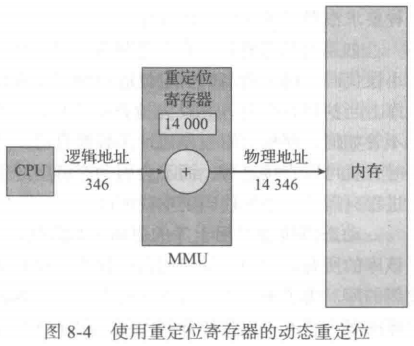 重定位
寄存器
14 000
CPU
逻辑地址
346
+
物理地址
14 346
内存
MMU
图 8-4 使用重定位寄存器的动态重定位